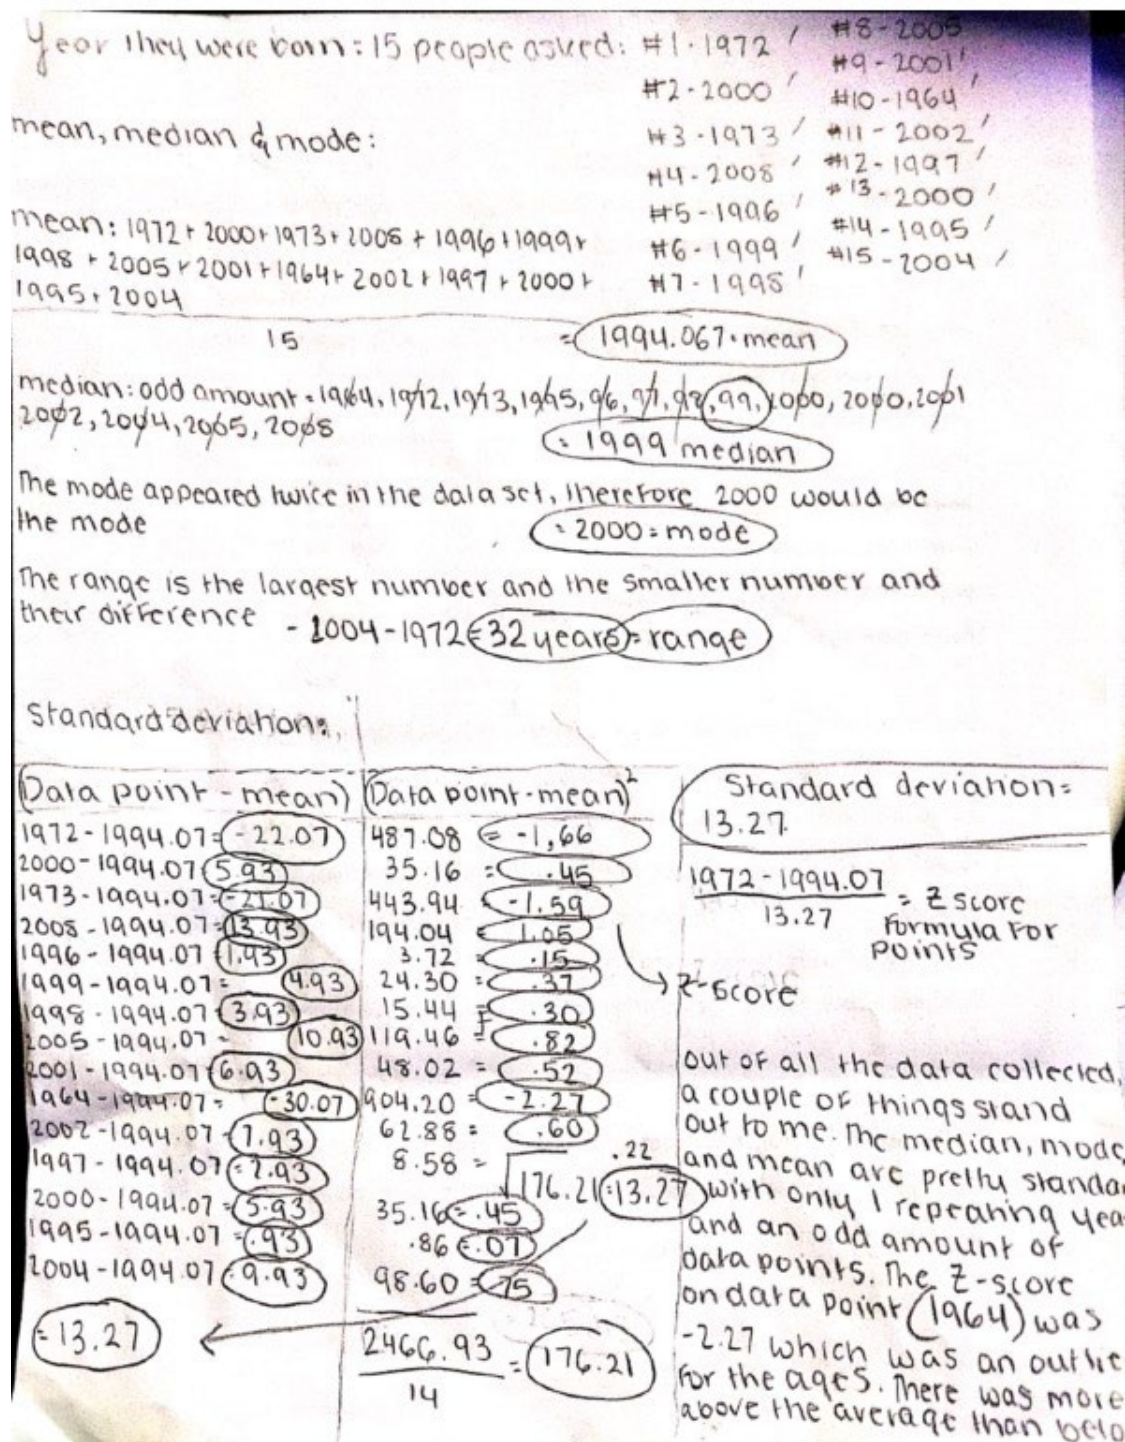 Year they were born: 15 people asked: #1 - 1972 / #8 - 2005
#2 - 2000 / #9 - 2001 /
#3 - 1973 / #10 - 1964 /
#4 - 2008 / #11 - 2002 /
#5 - 1996 / #12 - 1997 /
#6 - 1999 / #13 - 2000 /
#7 - 1998 / #14 - 1995 /
#15 - 2004 /
mean, median & mode:
mean: 1972 + 2000 + 1973 + 2008 + 1996 + 1999 +
1998 + 2005 + 2001 + 1964 + 2002 + 1997 + 2000 +
1995 + 2004
15 = 1994.067 = mean
median: odd amount = 1964, 1972, 1973, 1995, 96, 97, 98, 99, 2000, 2000, 2001
2002, 2004, 2005, 2008
= 1999 median
The mode appeared twice in the data set, therefore 2000 would be
the mode = 2000 = mode
The range is the largest number and the smaller number and
their difference - 2004 - 1972 = 32 years = range
Standard deviation:
(Data point - mean)
1972 - 1994.07 = -22.07
2000 - 1994.07 = 5.93
1973 - 1994.07 = -21.07
2008 - 1994.07 = 13.93
1996 - 1994.07 = 1.93
1999 - 1994.07 = 4.93
1998 - 1994.07 = 3.93
2005 - 1994.07 = 10.93
2001 - 1994.07 = 6.93
1964 - 1994.07 = -30.07
2002 - 1994.07 = 7.93
1997 - 1994.07 = 2.93
2000 - 1994.07 = 5.93
1995 - 1994.07 = .93
2004 - 1994.07 = 9.93
= 13.27
(Data point - mean)²
487.08 = -1.66
35.16 = .45
443.94 = -1.59
194.04 = 1.05
3.72 = .15
24.30 = .37
15.44 = .30
119.46 = .82
48.02 = .52
904.20 = -2.27
62.88 = .60
8.58 = .22
176.21 = 13.27
35.16 = .45
.86 = .07
98.60 = .75
2466.93
14
= 176.21
Z-score
Standard deviation =
13.27
1972 - 1994.07
13.27
= Z score
formula for
points
out of all the data collected,
a couple of things stand
out to me. The median, mode,
and mean are pretty standa
with only 1 repeating yea
and an odd amount of
data points. The Z-score
on data point (1964) was
-2.27 which was an outlie
for the ages. There was more
above the average than belo